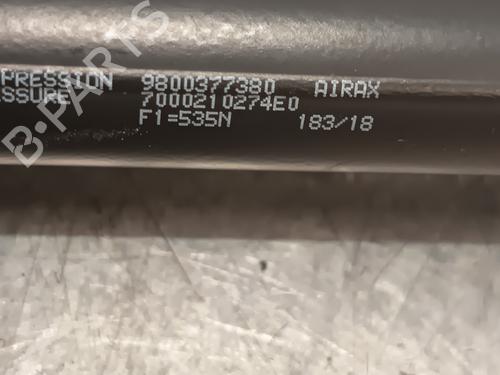 PRESSION 9800377380 AIRAX
SSURE 7000210274E0
F1=535N 183/18
B-PARTS